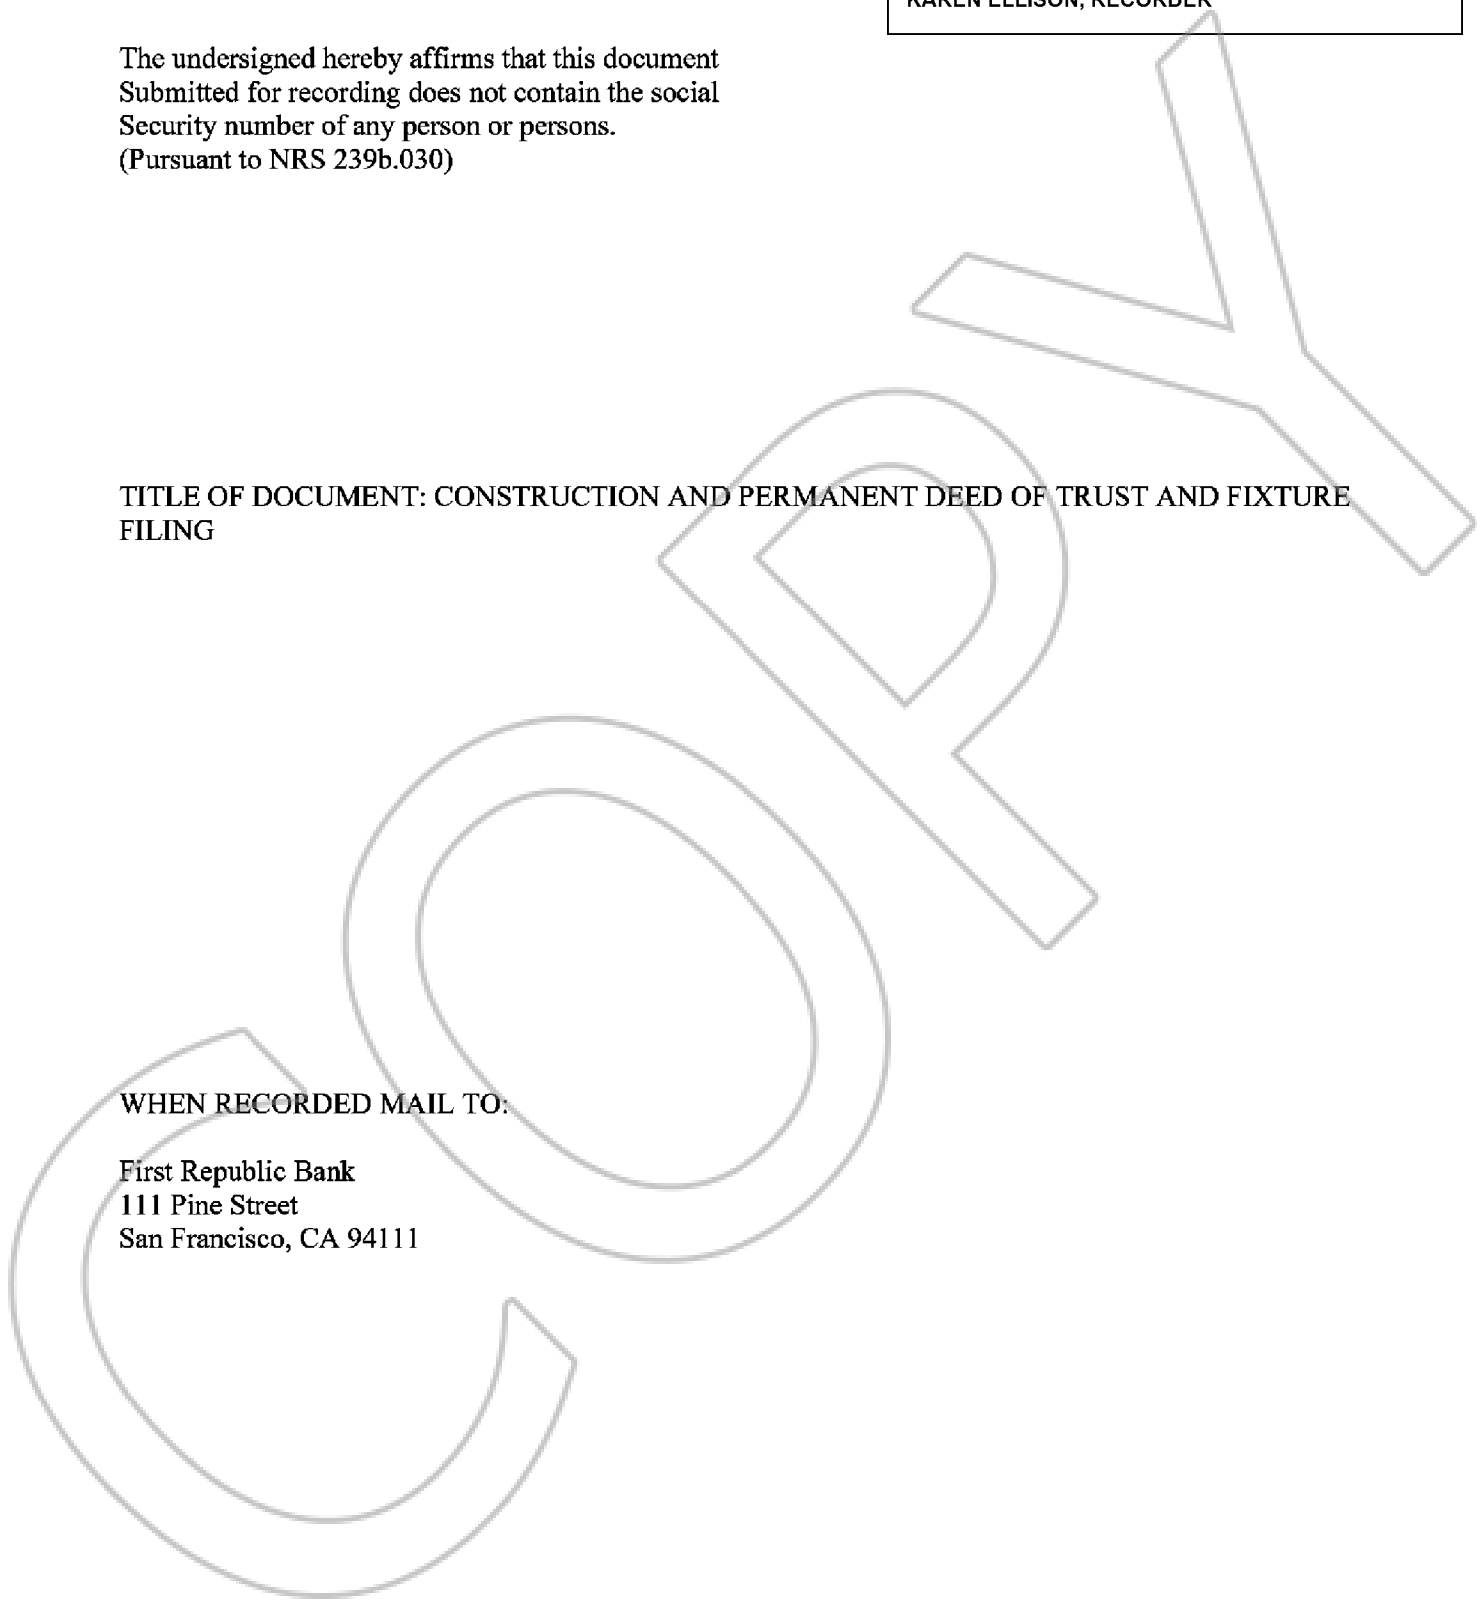 KAREN ELLISON, RECORDER
The undersigned hereby affirms that this document
Submitted for recording does not contain the social
Security number of any person or persons.
(Pursuant to NRS 239b.030)
TITLE OF DOCUMENT: CONSTRUCTION AND PERMANENT DEED OF TRUST AND FIXTURE
FILING
WHEN RECORDED MAIL TO:
First Republic Bank
111 Pine Street
San Francisco, CA 94111
COPY